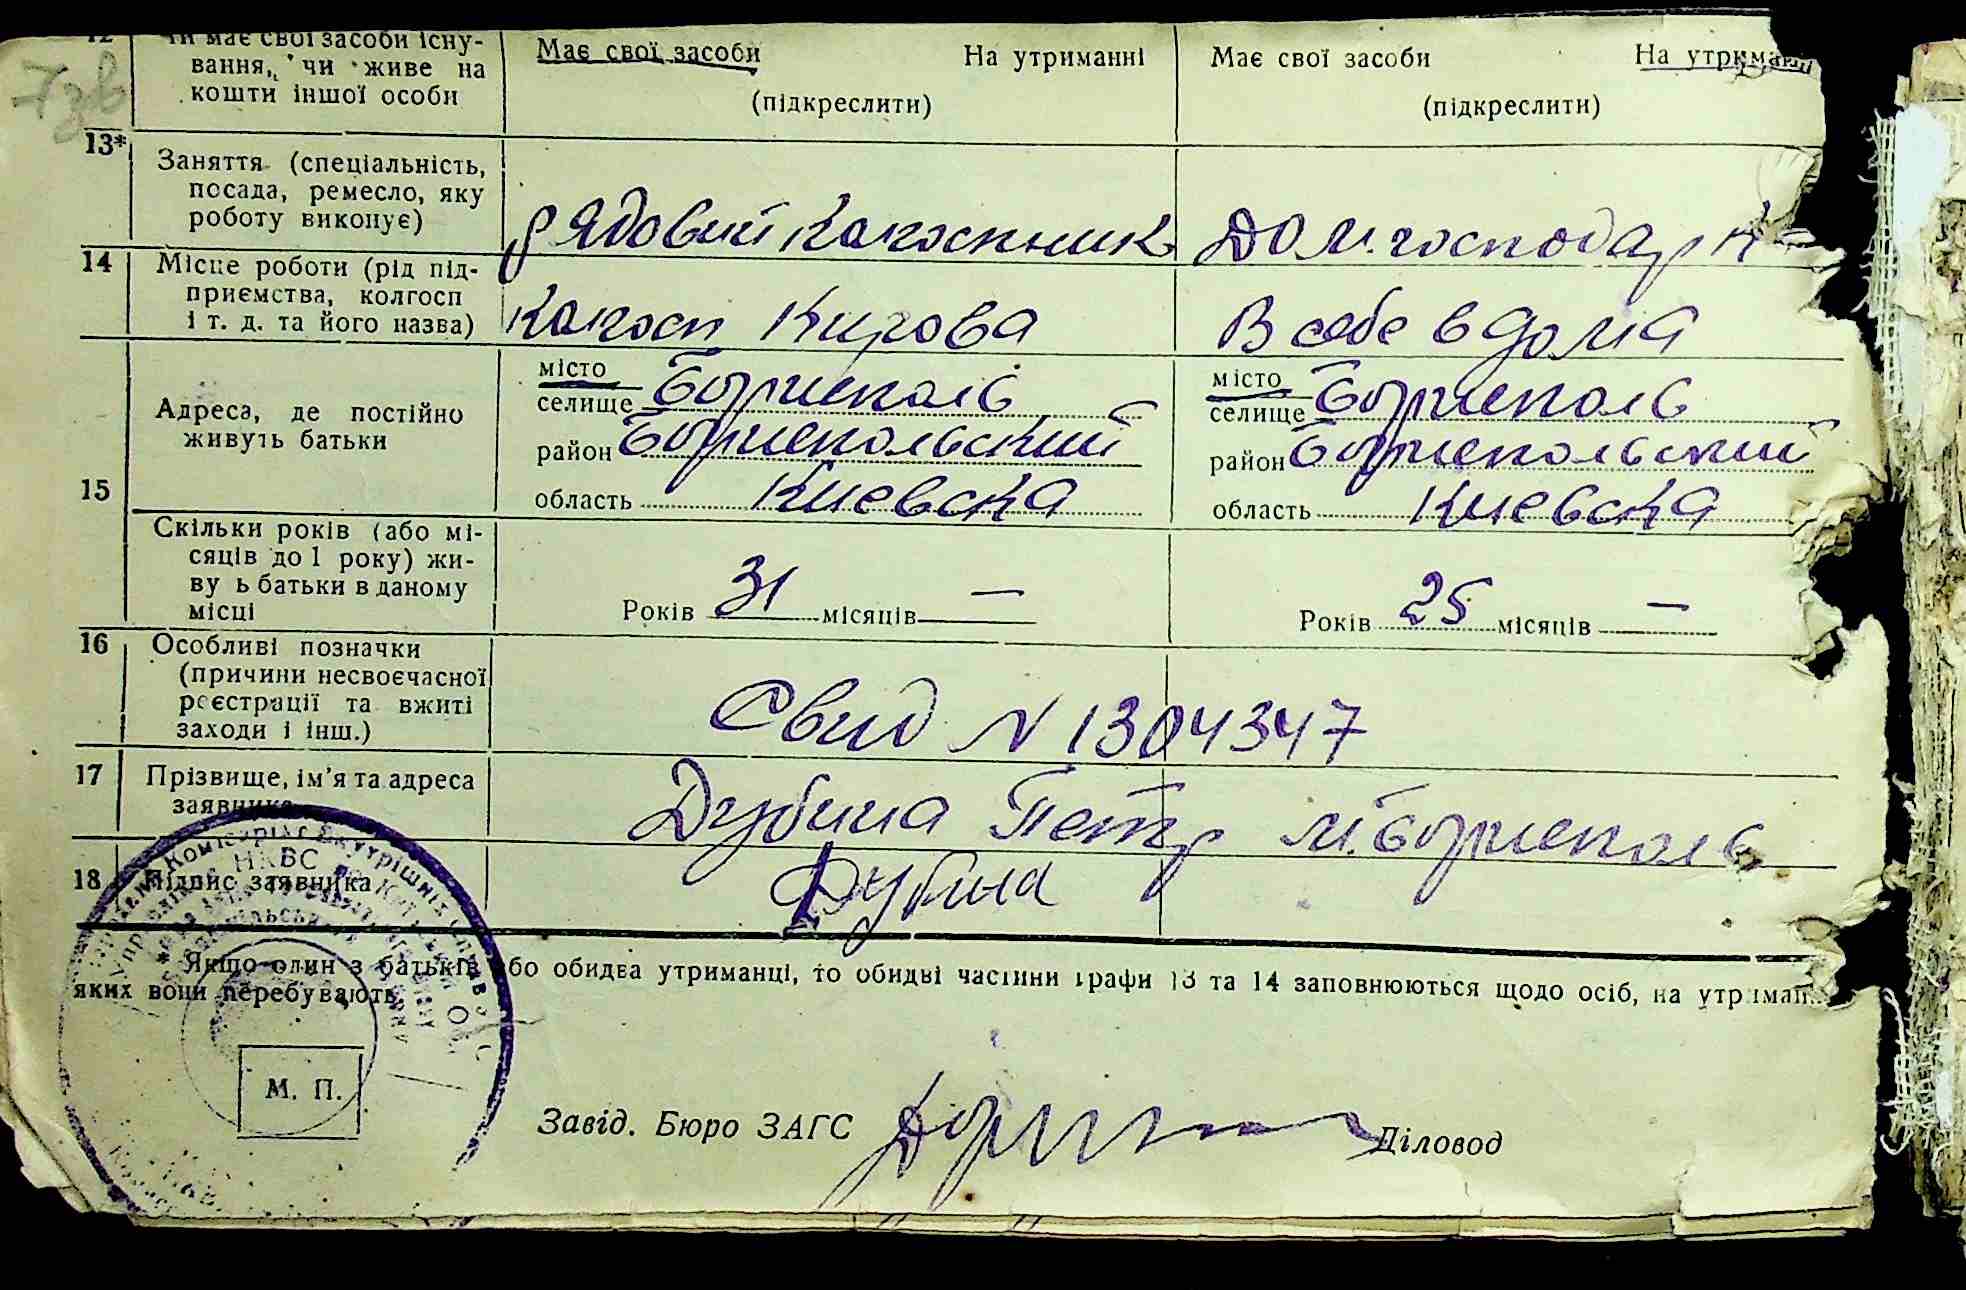 7зв
12 Чи має свої засоби існу- Має свої засоби На утриманні Має свої засоби На утриманні
вання, чи живе на
кошти іншої особи (підкреслити) (підкреслити)
13*
Заняття (спеціальність,
посада, ремесло, яку
роботу виконує) рядовий колгоспник Дом. господарк
14 Місце роботи (рід під-
приємства, колгосп
і т. д. та його назва) Колгосп Кирова В себе вдома
місто Борисполь місто Борисполь
Адреса, де постійно селище селище
живуть батьки район Бориспольский район Бориспольский
15 область Киевска область Киевска
Скільки років (або мі-
сяців до 1 року) жи-
ву ь батьки в даному
місці Років 31 місяців — Років 25 місяців —
16 Особливі позначки
(причини несвоєчасної
реєстрації та вжиті
заходи і інш.) Свид N 1304347
17 Прізвище, ім'я та адреса
заявника Дубина Петр м. Борисполь
18 Підпис заявника Дубина
* Якщо один з батьків або обидва утриманці, то обидві частини графи 13 та 14 заповнюються щодо осіб, на утриман
яких вони перебувають.
М. П.
Завід. Бюро ЗАГС Діловод